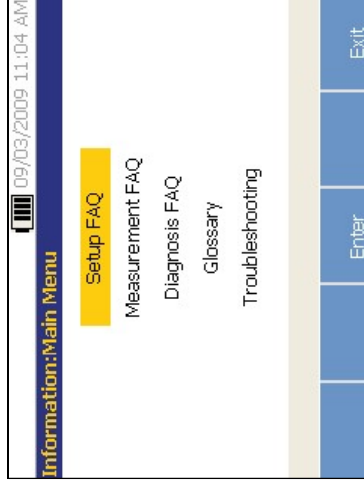 09/03/2009 11:04 AM
Information:Main Menu
Setup FAQ
Measurement FAQ
Diagnosis FAQ
Glossary
Troubleshooting
Enter
Exit